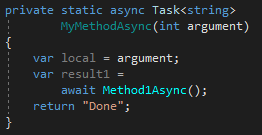 private static async Task<string>
        MyMethodAsync(int argument)
{
    var local = argument;
    var result1 =
        await Method1Async();
    return "Done";
}